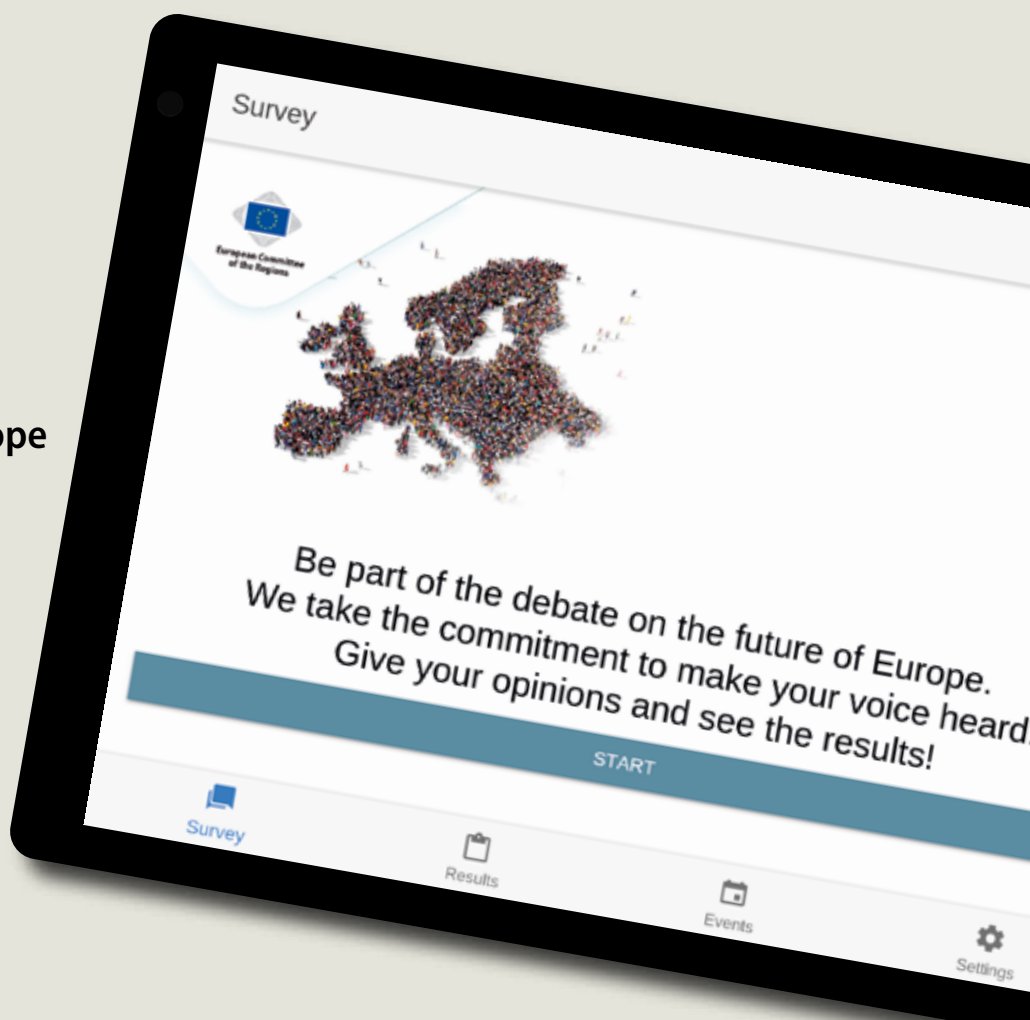 Survey
European Committee
of the Regions
ope
Be part of the debate on the future of Europe.
We take the commitment to make your voice heard.
Give your opinions and see the results!
START
Survey
Results
Events
Settings